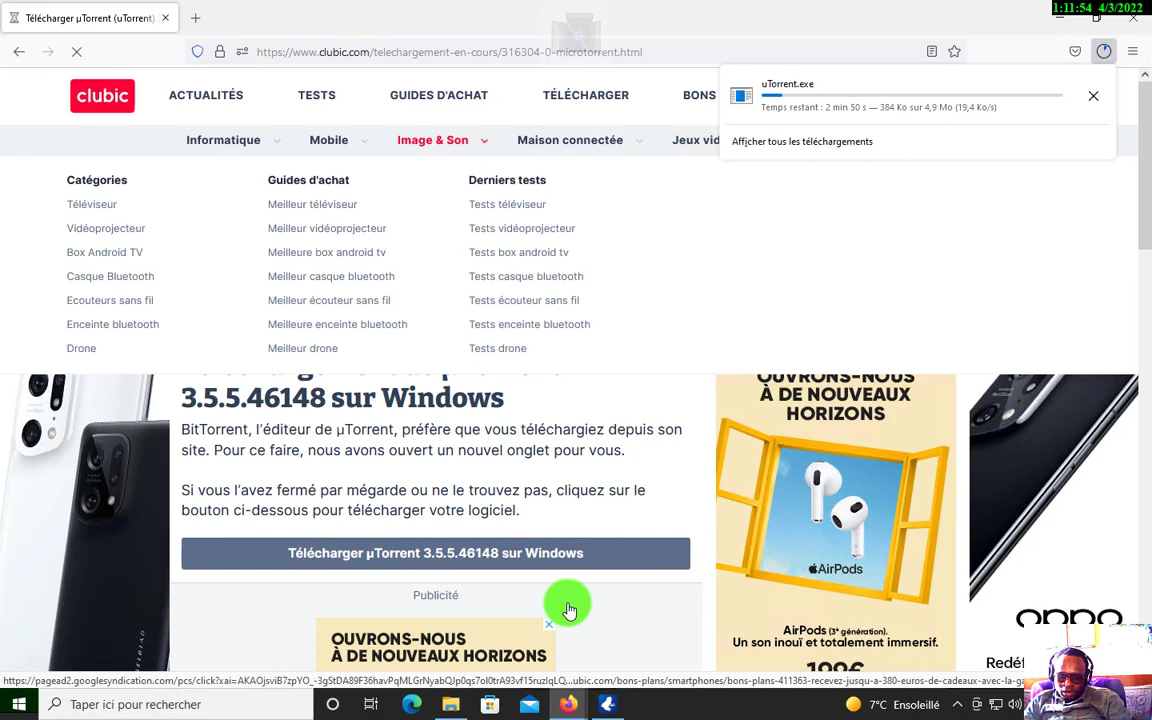 1:11:54 4/3/2022
Télécharger µTorrent (uTorrent)
https://www.clubic.com/telechargement-en-cours/316304-0-microtorrent.html
clubic
ACTUALITÉS TESTS GUIDES D'ACHAT TÉLÉCHARGER BONS
uTorrent.exe
Temps restant : 2 min 50 s — 384 Ko sur 4,9 Mo (19,4 Ko/s)
Afficher tous les téléchargements
Informatique Mobile Image & Son Maison connectée Jeux vid
Catégories
Téléviseur
Vidéoprojecteur
Box Android TV
Casque Bluetooth
Ecouteurs sans fil
Enceinte bluetooth
Drone
Guides d'achat
Meilleur téléviseur
Meilleur vidéoprojecteur
Meilleure box android tv
Meilleur casque bluetooth
Meilleur écouteur sans fil
Meilleure enceinte bluetooth
Meilleur drone
Derniers tests
Tests téléviseur
Tests vidéoprojecteur
Tests box android tv
Tests casque bluetooth
Tests écouteur sans fil
Tests enceinte bluetooth
Tests drone
3.5.5.46148 sur Windows
BitTorrent, l'éditeur de µTorrent, préfère que vous téléchargiez depuis son
site. Pour ce faire, nous avons ouvert un nouvel onglet pour vous.
Si vous l'avez fermé par mégarde ou ne le trouvez pas, cliquez sur le
bouton ci-dessous pour télécharger votre logiciel.
Télécharger µTorrent 3.5.5.46148 sur Windows
Publicité
OUVRONS-NOUS
À DE NOUVEAUX HORIZONS
OUVRONS-NOUS
À DE NOUVEAUX
HORIZONS
AirPods
AirPods (3e génération).
Un son inouï et totalement immersif.
199€
oppo
Redéf
Taper ici pour rechercher
7°C Ensoleillé